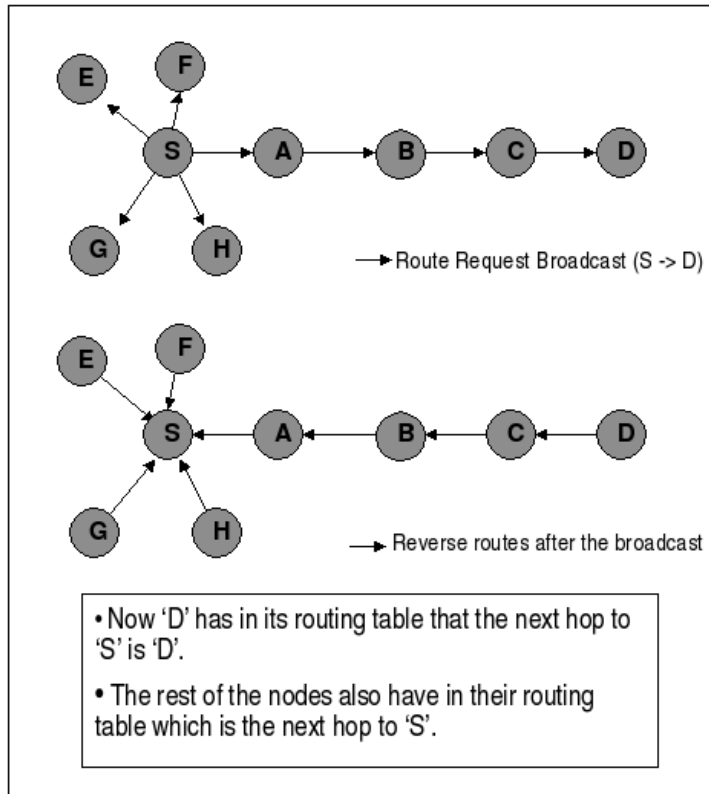 E
F
S
A
B
C
D
G
H
Route Request Broadcast (S -> D)
E
F
S
A
B
C
D
G
H
Reverse routes after the broadcast
• Now ‘D’ has in its routing table that the next hop to
‘S’ is ‘D’.
• The rest of the nodes also have in their routing
table which is the next hop to ‘S’.